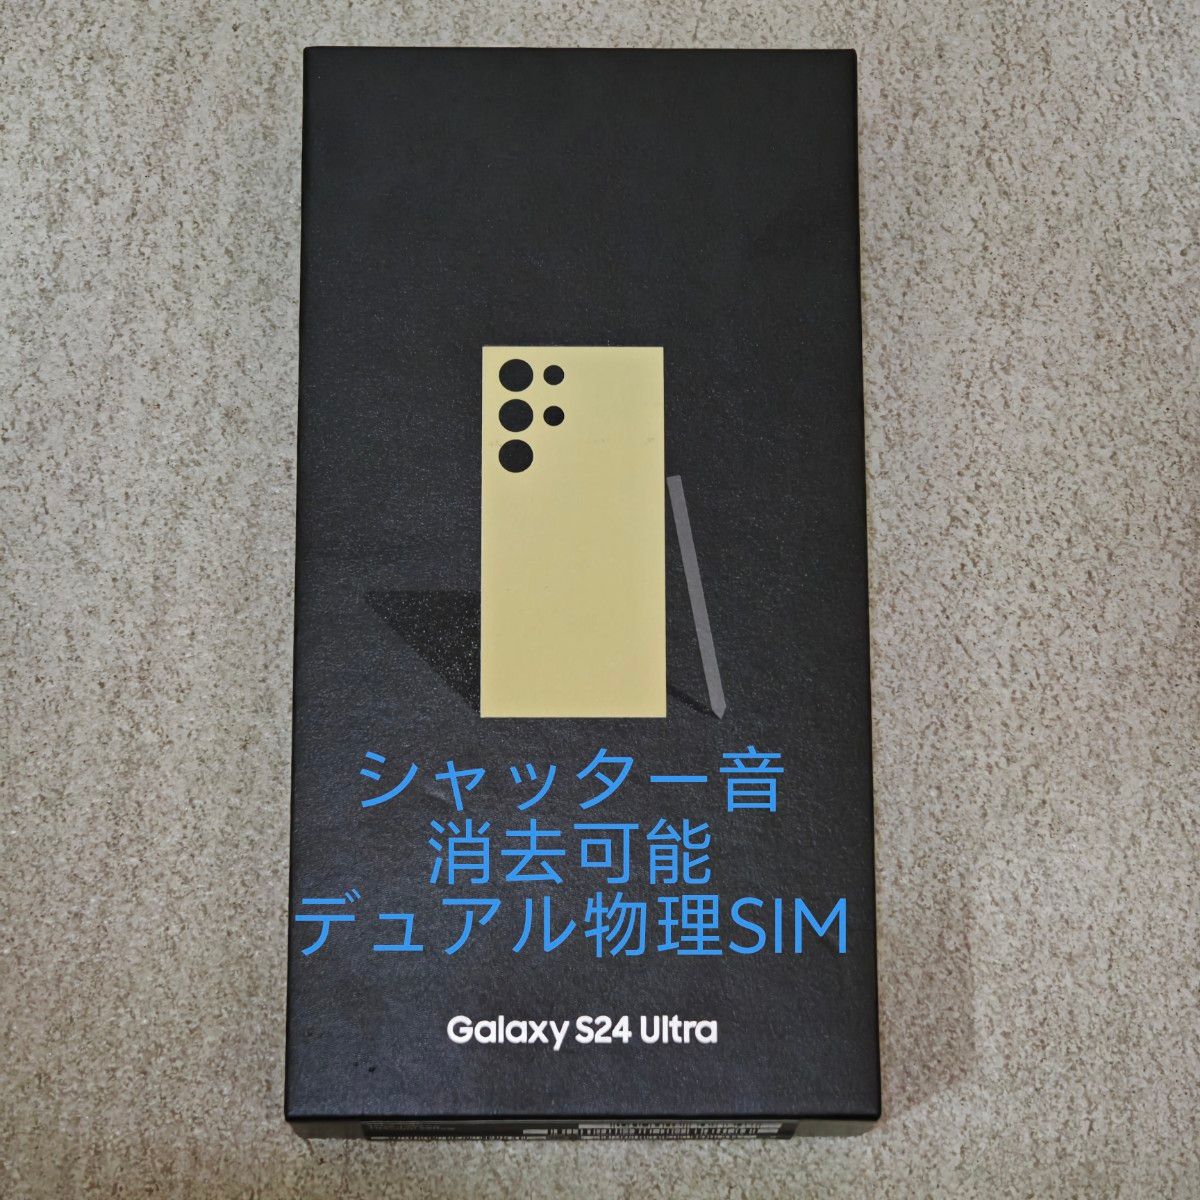 シャッター音
消去可能
デュアル物理SIM
Galaxy S24 Ultra